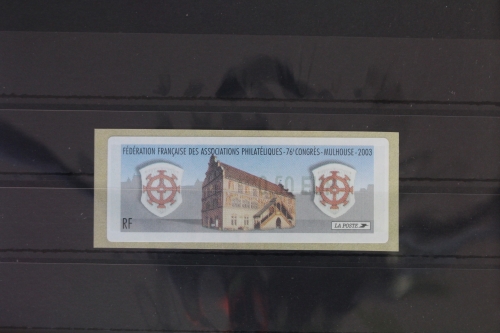 FÉDÉRATION FRANÇAISE DES ASSOCIATIONS PHILATÉLIQUES - 76e CONGRÈS - MULHOUSE - 2003
RF
LA POSTE